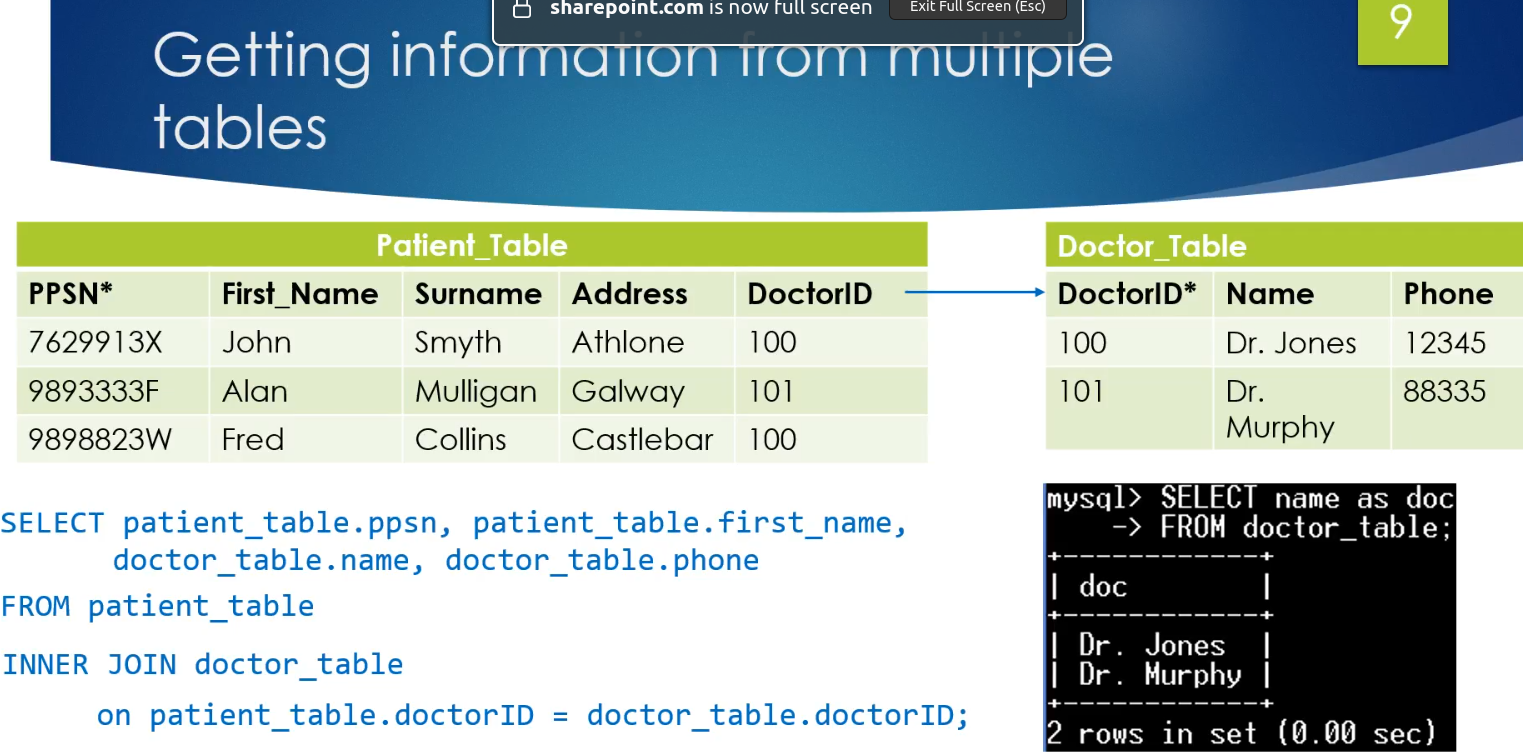 sharepoint.com is now full screen Exit Full Screen (Esc)
9
Getting information from multiple
tables
Patient_Table
PPSN* First_Name Surname Address DoctorID
7629913X John Smyth Athlone 100
9893333F Alan Mulligan Galway 101
9898823W Fred Collins Castlebar 100
Doctor_Table
DoctorID* Name Phone
100 Dr. Jones 12345
101 Dr. 88335
Murphy
SELECT patient_table.ppsn, patient_table.first_name,
doctor_table.name, doctor_table.phone
FROM patient_table
INNER JOIN doctor_table
on patient_table.doctorID = doctor_table.doctorID;
mysql> SELECT name as doc
-> FROM doctor_table;
+------------+
| doc |
+------------+
| Dr. Jones |
| Dr. Murphy |
+------------+
2 rows in set (0.00 sec)